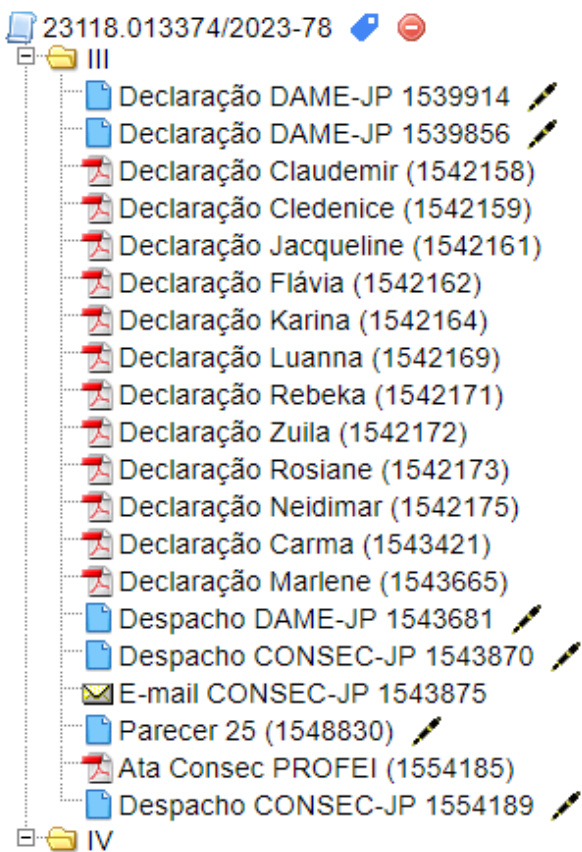 23118.013374/2023-78
III
Declaração DAME-JP 1539914
Declaração DAME-JP 1539856
Declaração Claudemir (1542158)
Declaração Cledenice (1542159)
Declaração Jacqueline (1542161)
Declaração Flávia (1542162)
Declaração Karina (1542164)
Declaração Luanna (1542169)
Declaração Rebeka (1542171)
Declaração Zuila (1542172)
Declaração Rosiane (1542173)
Declaração Neidimar (1542175)
Declaração Carma (1543421)
Declaração Marlene (1543665)
Despacho DAME-JP 1543681
Despacho CONSEC-JP 1543870
E-mail CONSEC-JP 1543875
Parecer 25 (1548830)
Ata Consec PROFEI (1554185)
Despacho CONSEC-JP 1554189
IV